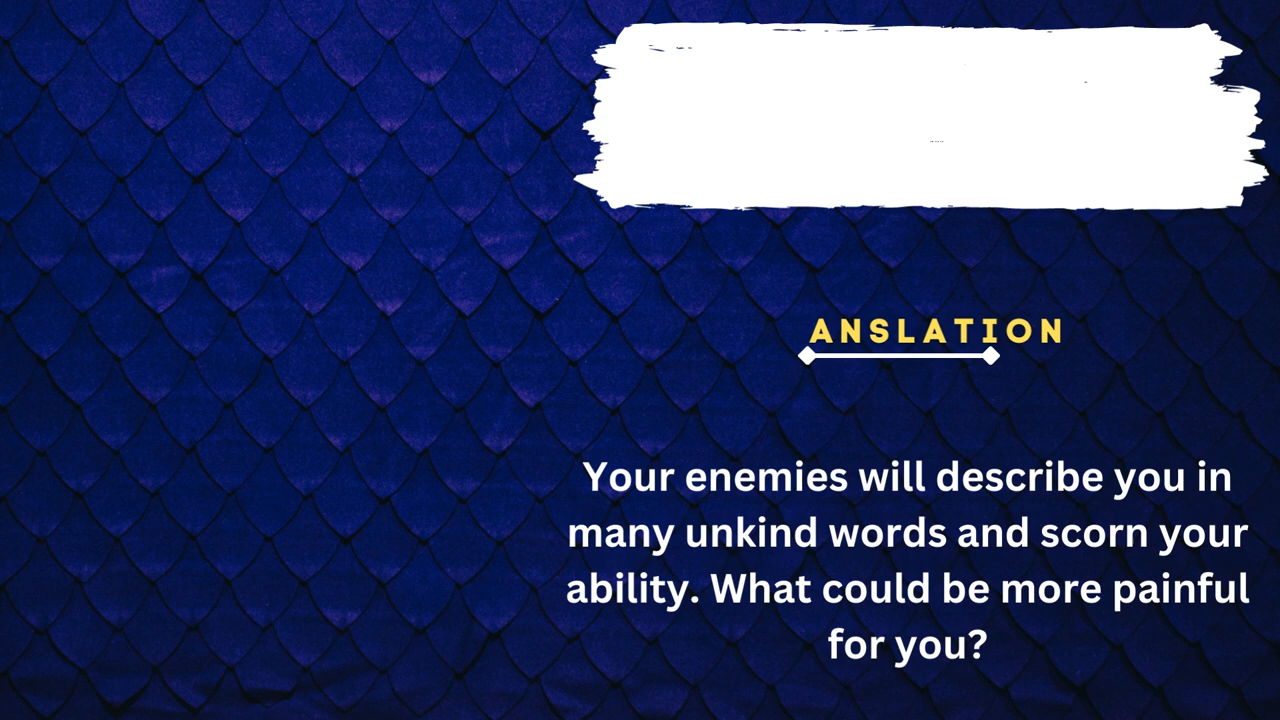 ANSLATION
Your enemies will describe you in
many unkind words and scorn your
ability. What could be more painful
for you?